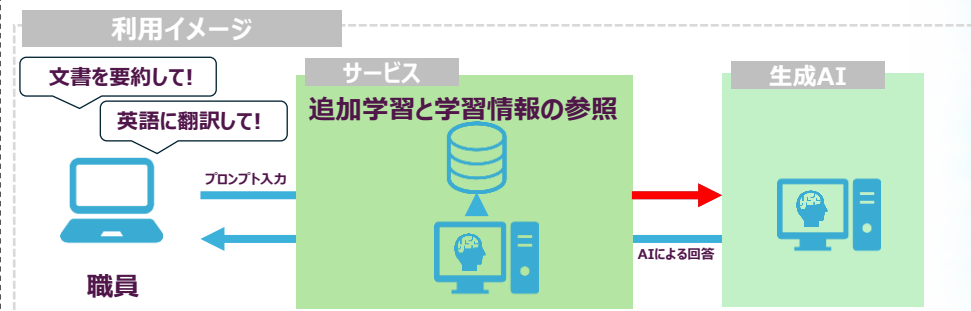 利用イメージ
文書を要約して!
英語に翻訳して!
プロンプト入力
職員
サービス
追加学習と学習情報の参照
生成AI
AIによる回答